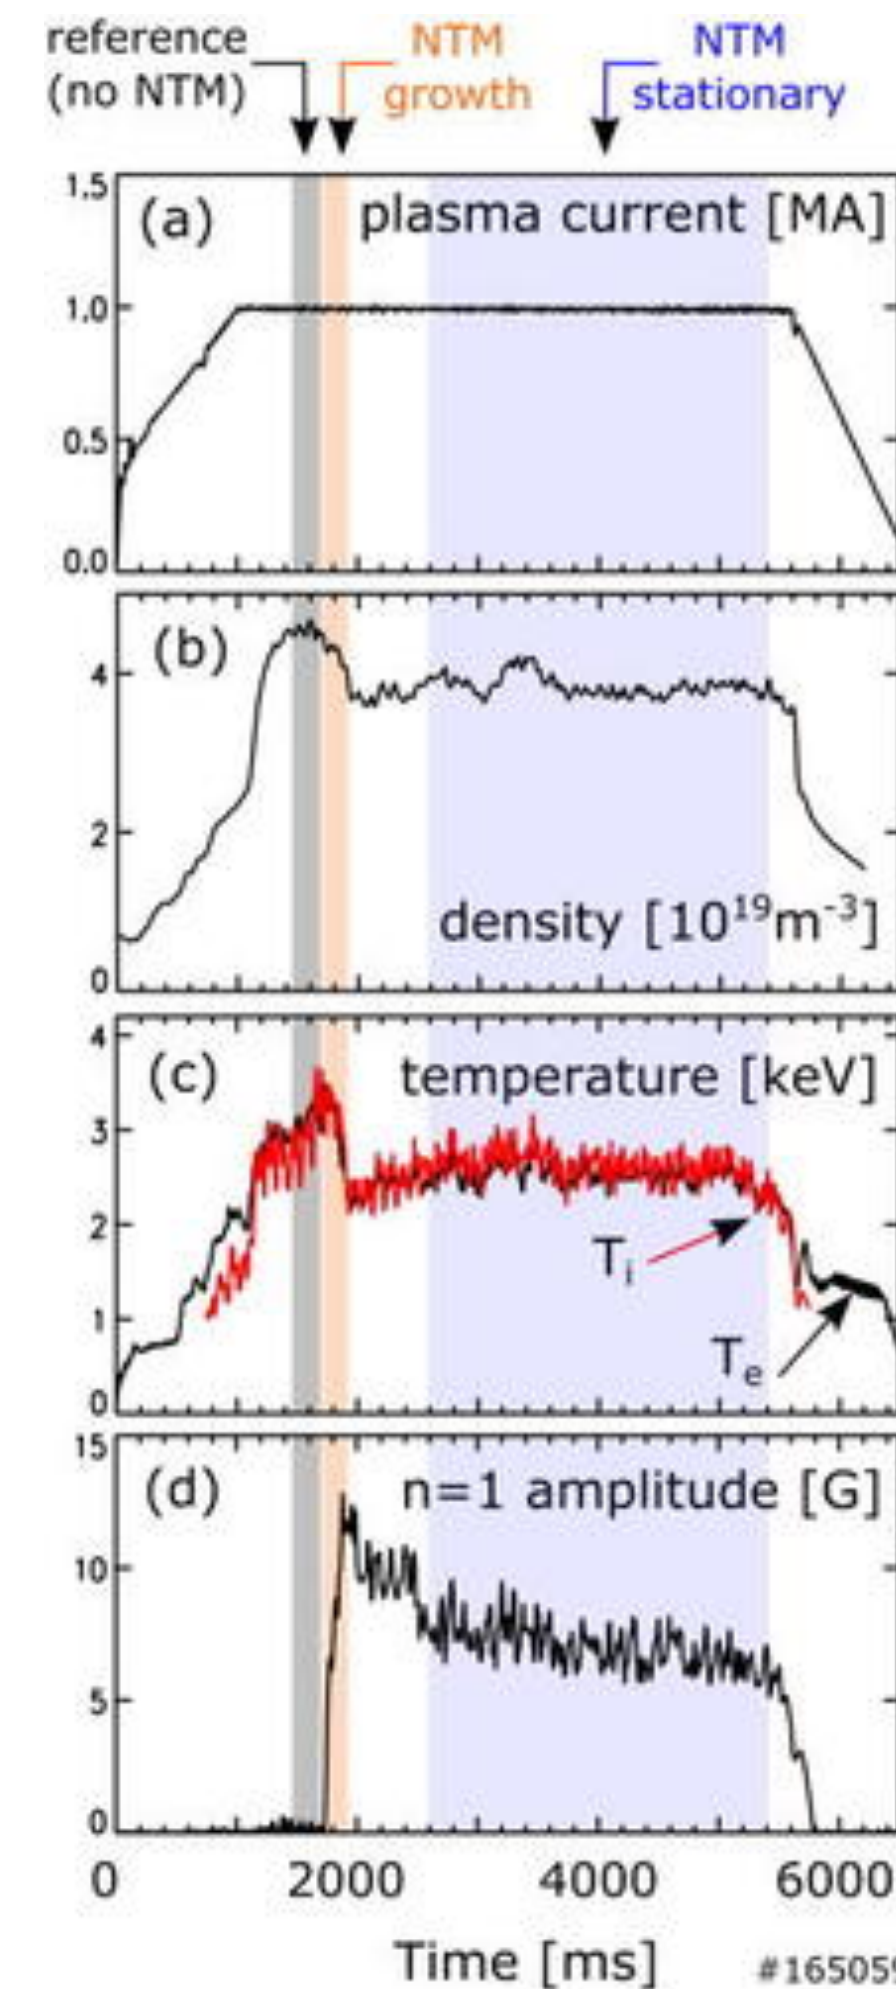 reference
(no NTM)
NTM
growth
NTM
stationary
1.5
(a)
plasma current [MA]
1.0
0.5
0.0
(b)
4
2
density [10¹⁹m⁻³]
0
4
(c)
temperature [keV]
3
2
Tᵢ
1
Tₑ
0
15
(d)
n=1 amplitude [G]
10
5
0
0 2000 4000 6000
Time [ms]
#165059